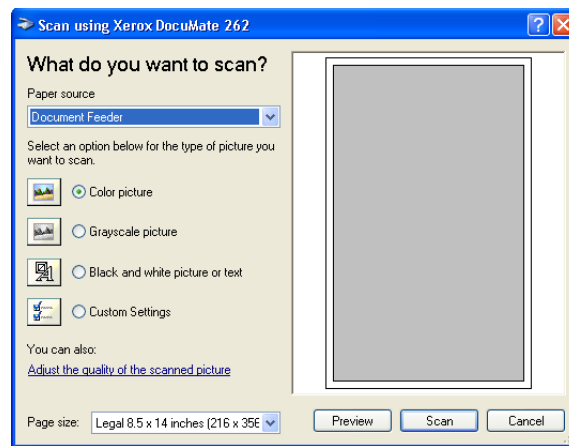 Scan using Xerox DocuMate 262
What do you want to scan?
Paper source
Document Feeder
Select an option below for the type of picture you
want to scan.
Color picture
Grayscale picture
Black and white picture or text
Custom Settings
You can also:
Adjust the quality of the scanned picture
Page size: Legal 8.5 x 14 inches (216 x 356
Preview Scan Cancel